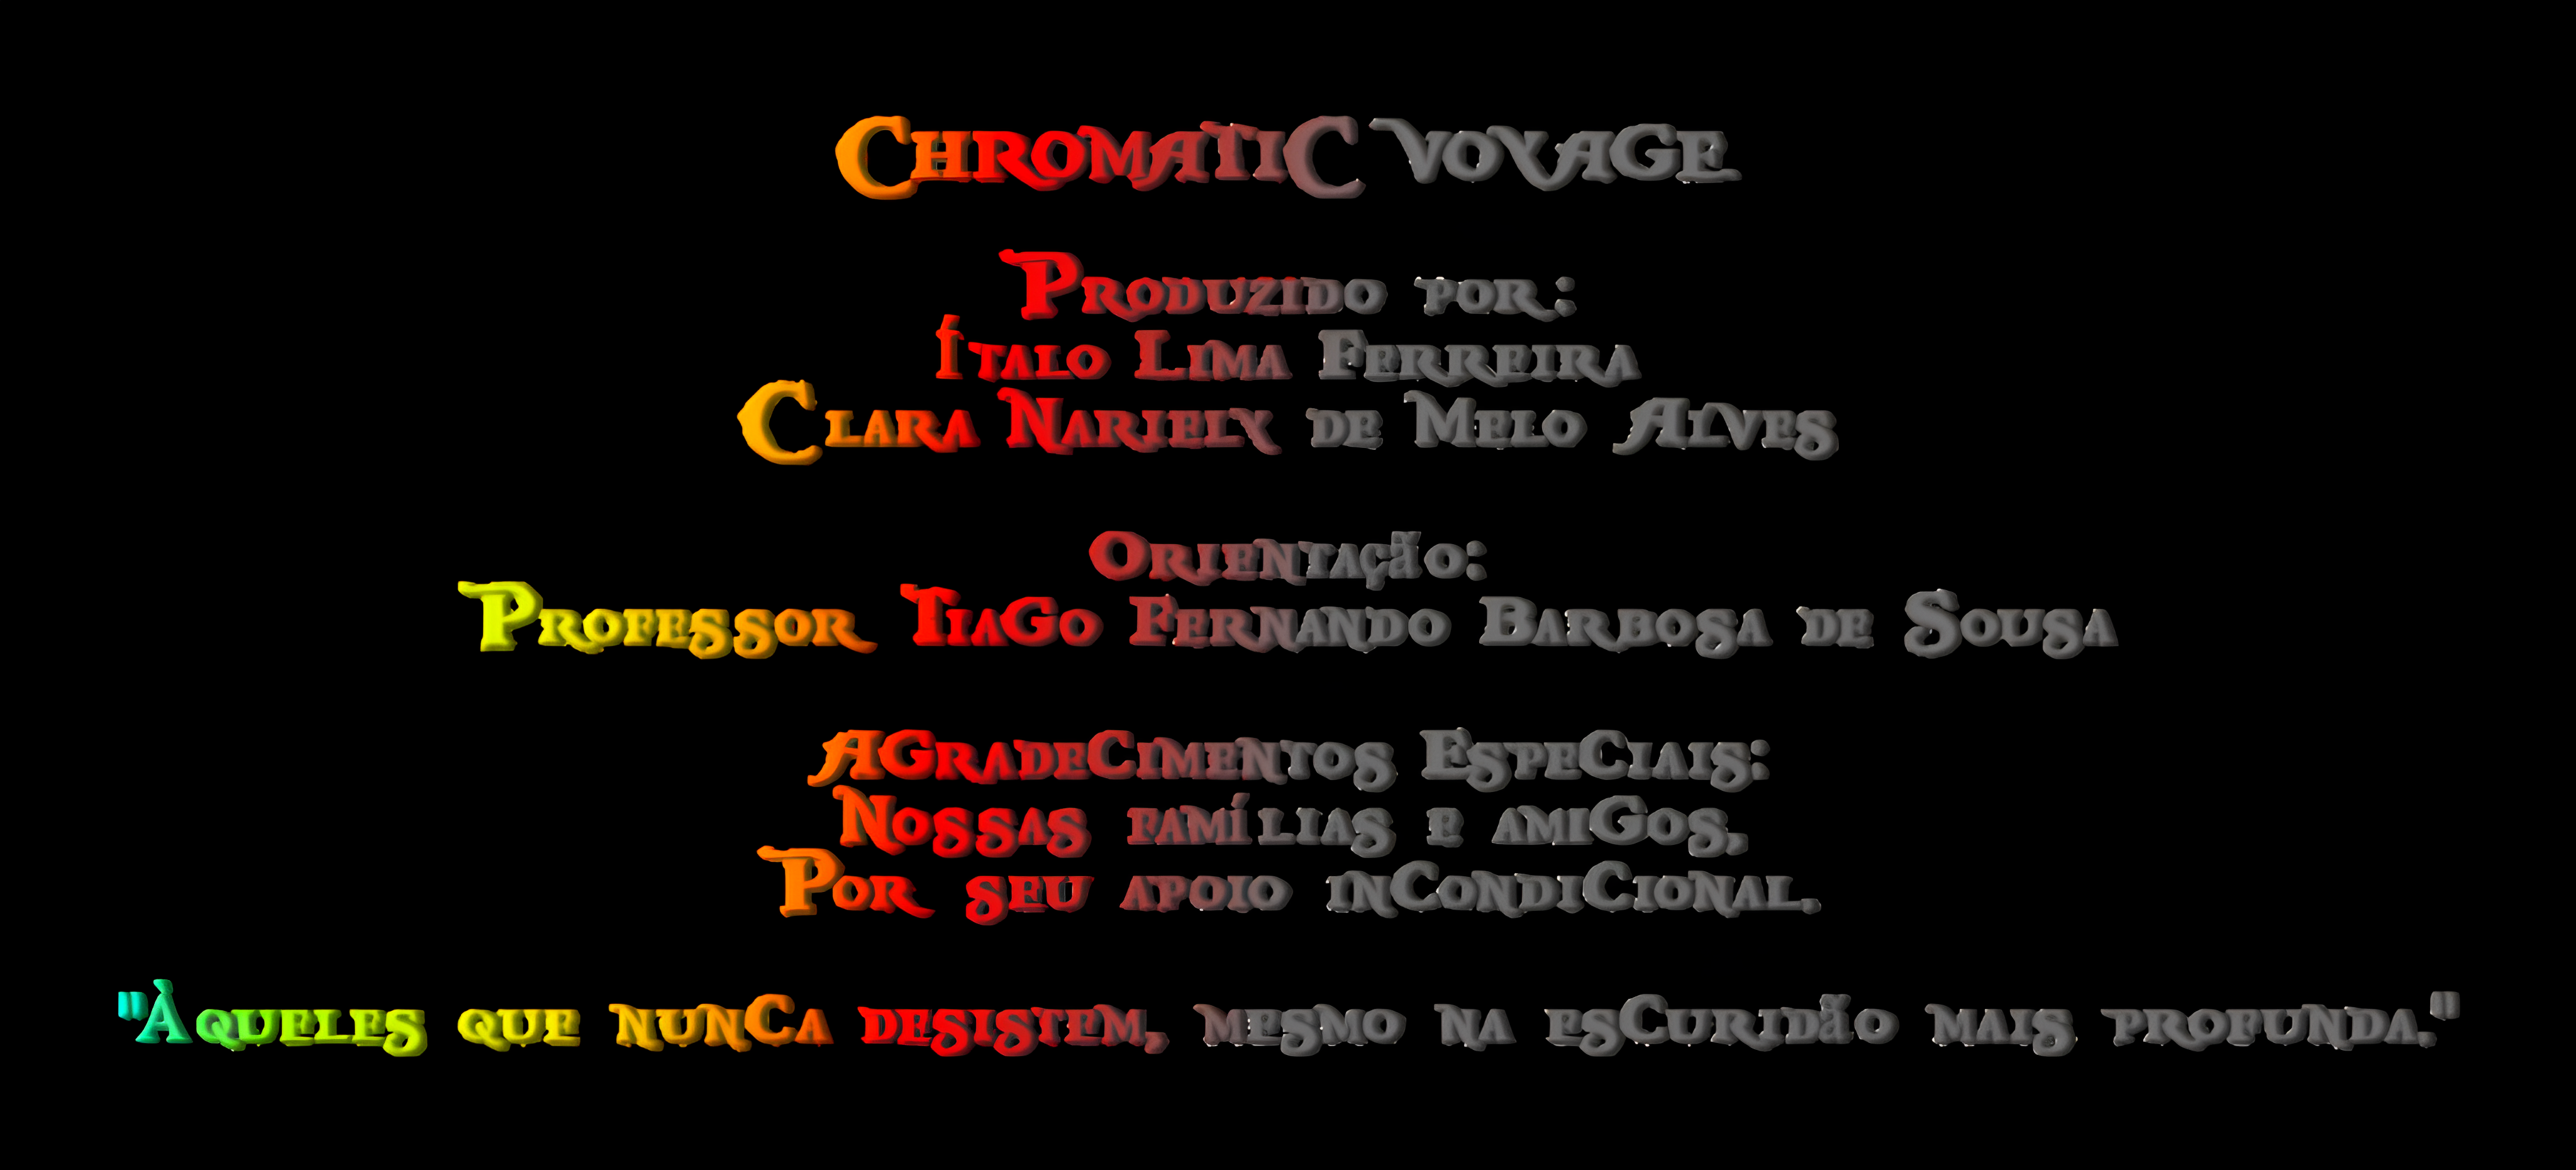 Chromatic Voyage
Produzido por:
Ítalo Lima Ferreira
Clara Nariely de Melo Alves
Orientação:
Professor Tiago Fernando Barbosa de Sousa
Agradecimentos Especiais:
Nossas famílias e amigos,
Por seu apoio incondicional.
"Àqueles que nunca desistem, mesmo na escuridão mais profunda."